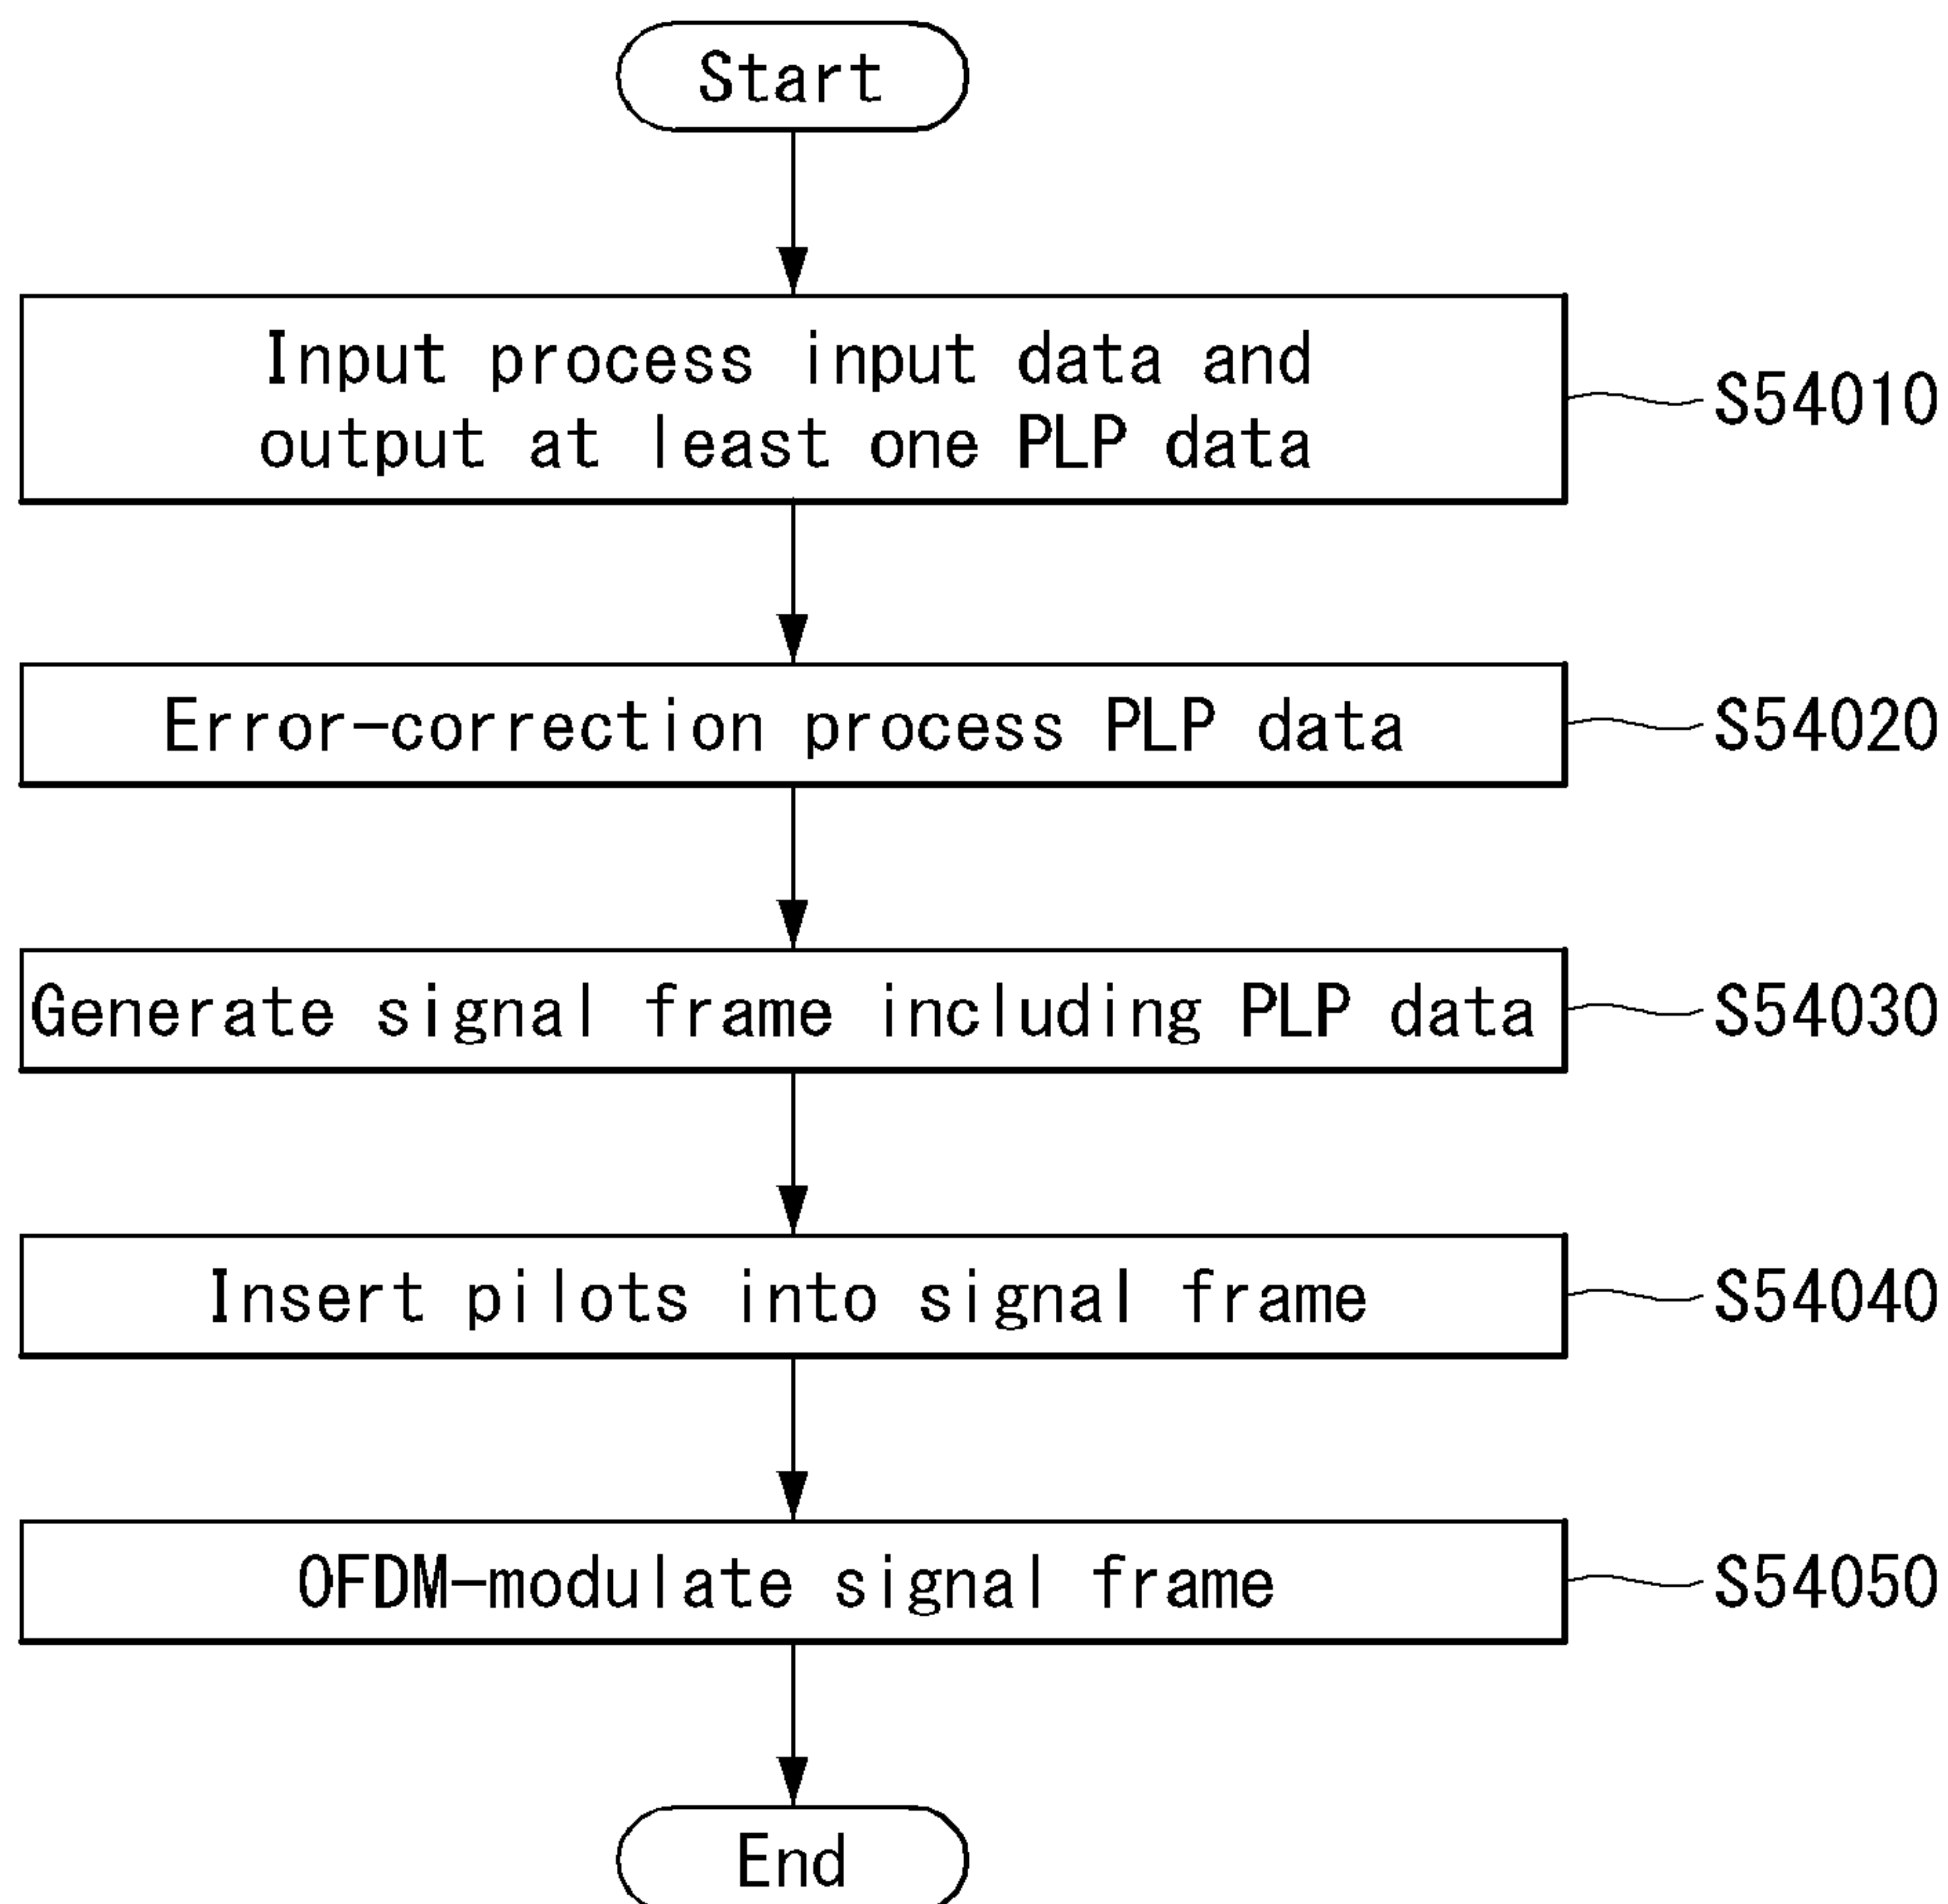 Start
Input process input data and
output at least one PLP data
S54010
Error-correction process PLP data
S54020
Generate signal frame including PLP data
S54030
Insert pilots into signal frame
S54040
OFDM-modulate signal frame
S54050
End